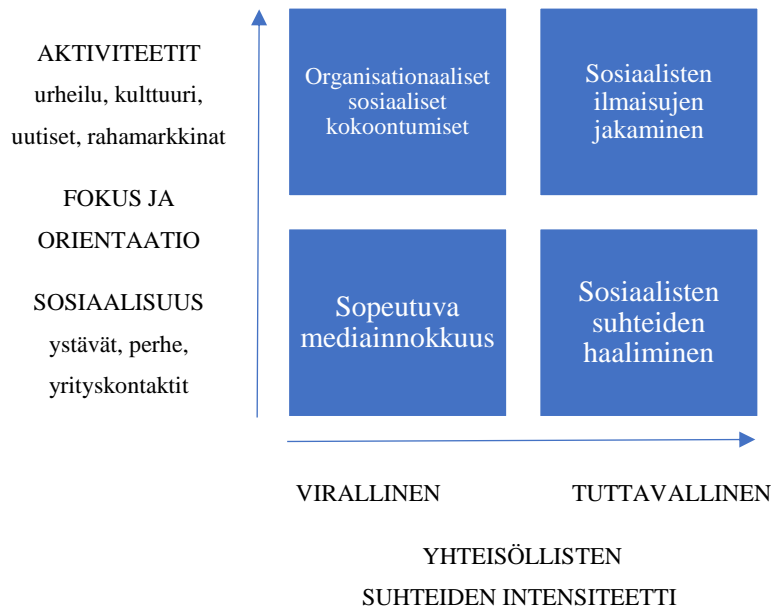 AKTIVITEETIT
urheilu, kulttuuri,
uutiset, rahamarkkinat
FOKUS JA
ORIENTAATIO
SOSIAALISUUS
ystävät, perhe,
yrityskontaktit
Organisationaaliset
sosiaaliset
kokoontumiset
Sosiaalisten
ilmaisujen
jakaminen
Sopeutuva
mediainnokkuus
Sosiaalisten
suhteiden
haaliminen
VIRALLINEN
TUTTAVALLINEN
YHTEISÖLLISTEN
SUHTEIDEN INTENSITEETTI